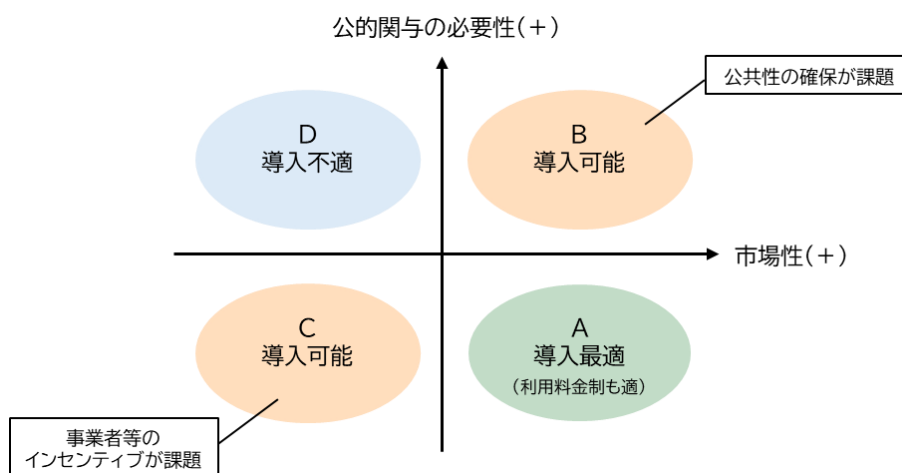 公的関与の必要性(+)
公共性の確保が課題
D
導入不適
B
導入可能
市場性(+)
C
導入可能
A
導入最適
(利用料金制も適)
事業者等の
インセンティブが課題